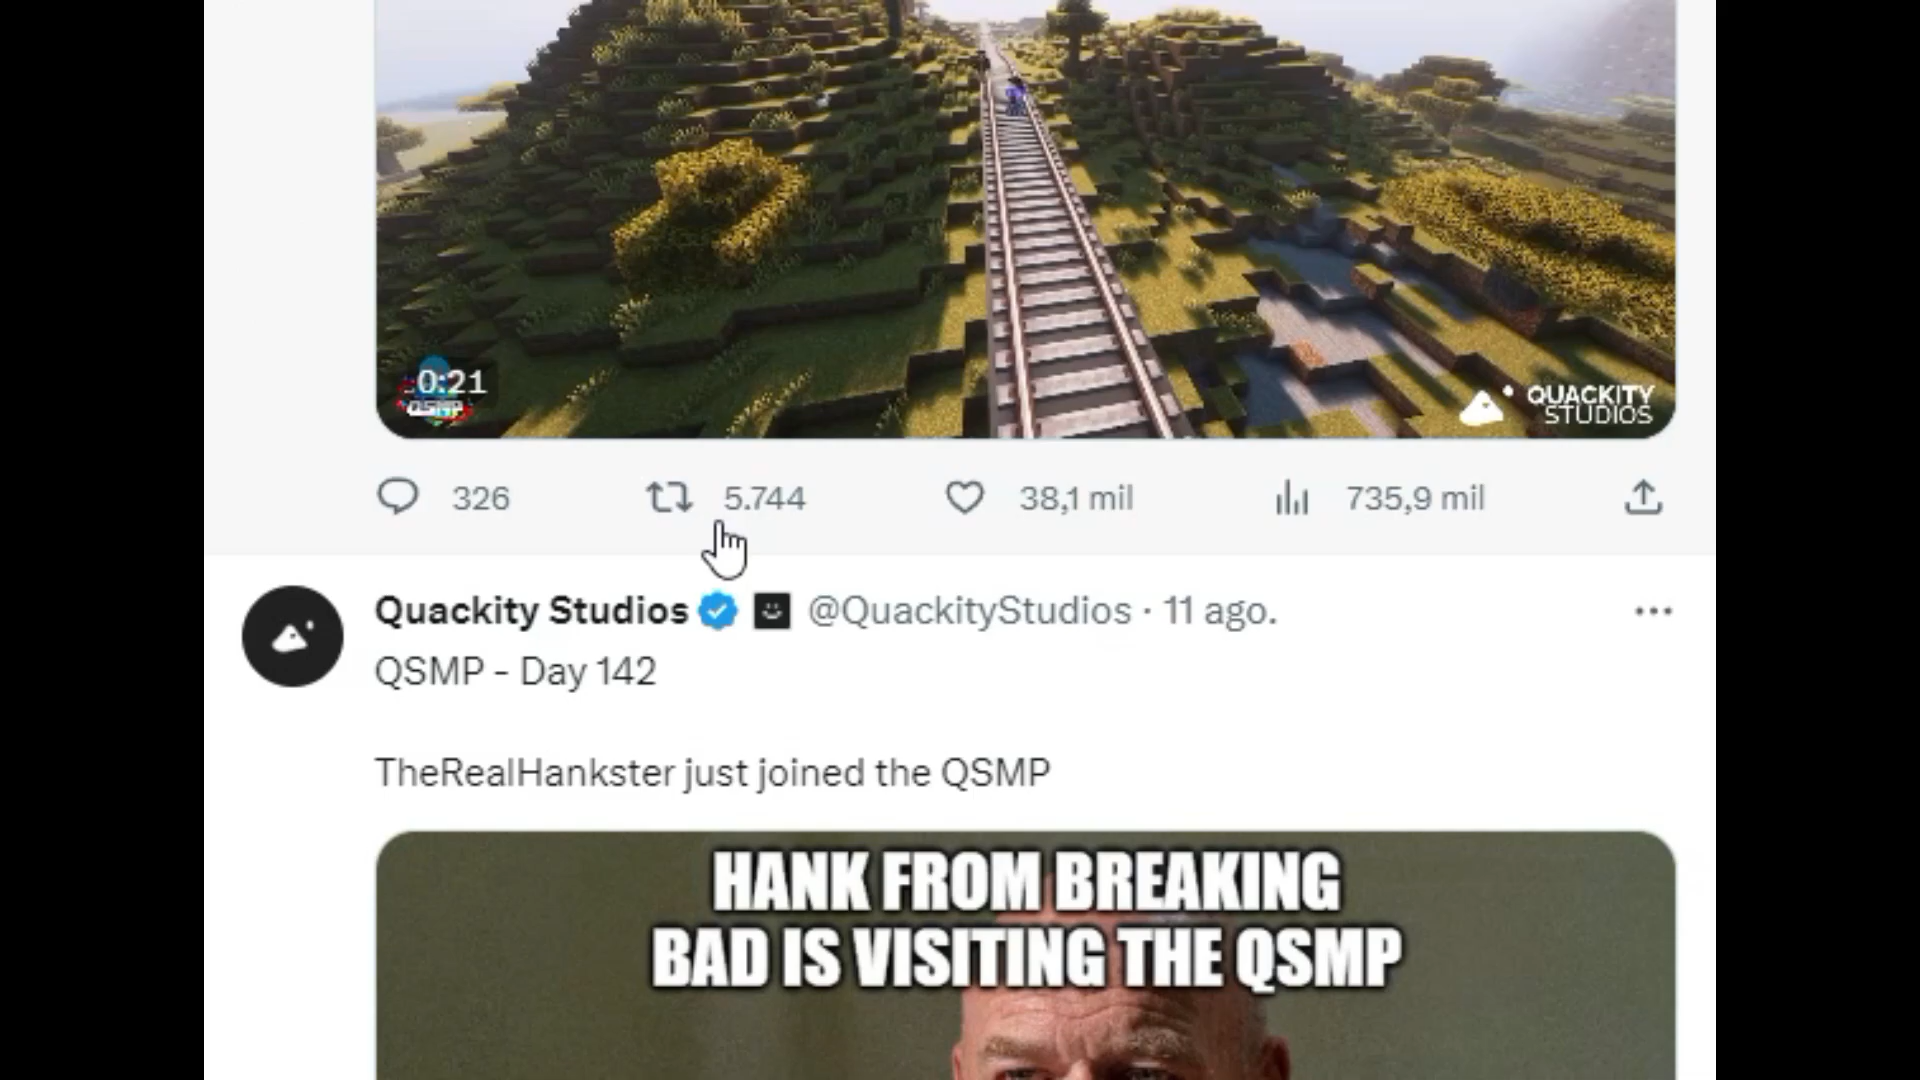 0:21
QSMP
QUACKITY
STUDIOS
326
5.744
38,1 mil
735,9 mil
Quackity Studios @QuackityStudios · 11 ago.
QSMP - Day 142
TheRealHankster just joined the QSMP
HANK FROM BREAKING
BAD IS VISITING THE QSMP